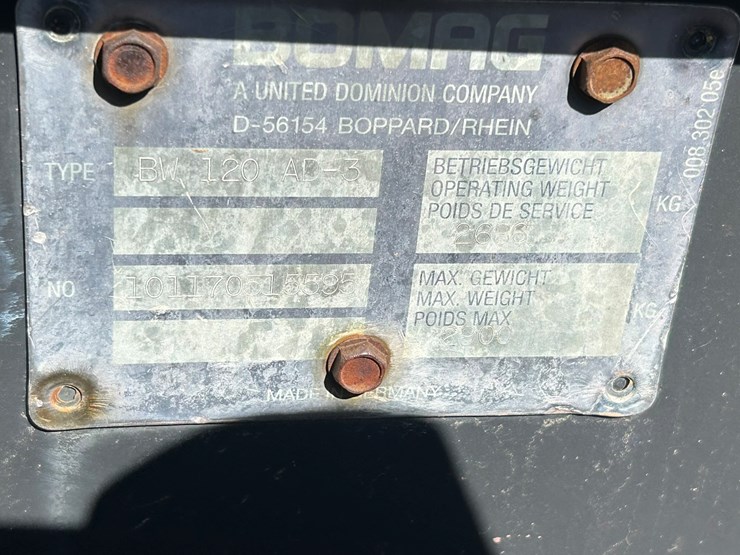 BOMAG
A UNITED DOMINION COMPANY
D-56154 BOPPARD/RHEIN
TYPE BW 120 AD-3
NO
BETRIEBSGEWICHT
OPERATING WEIGHT
POIDS DE SERVICE
KG
MAX. GEWICHT
MAX. WEIGHT
POIDS MAX
KG
MADE GERMANY
008 302 05e